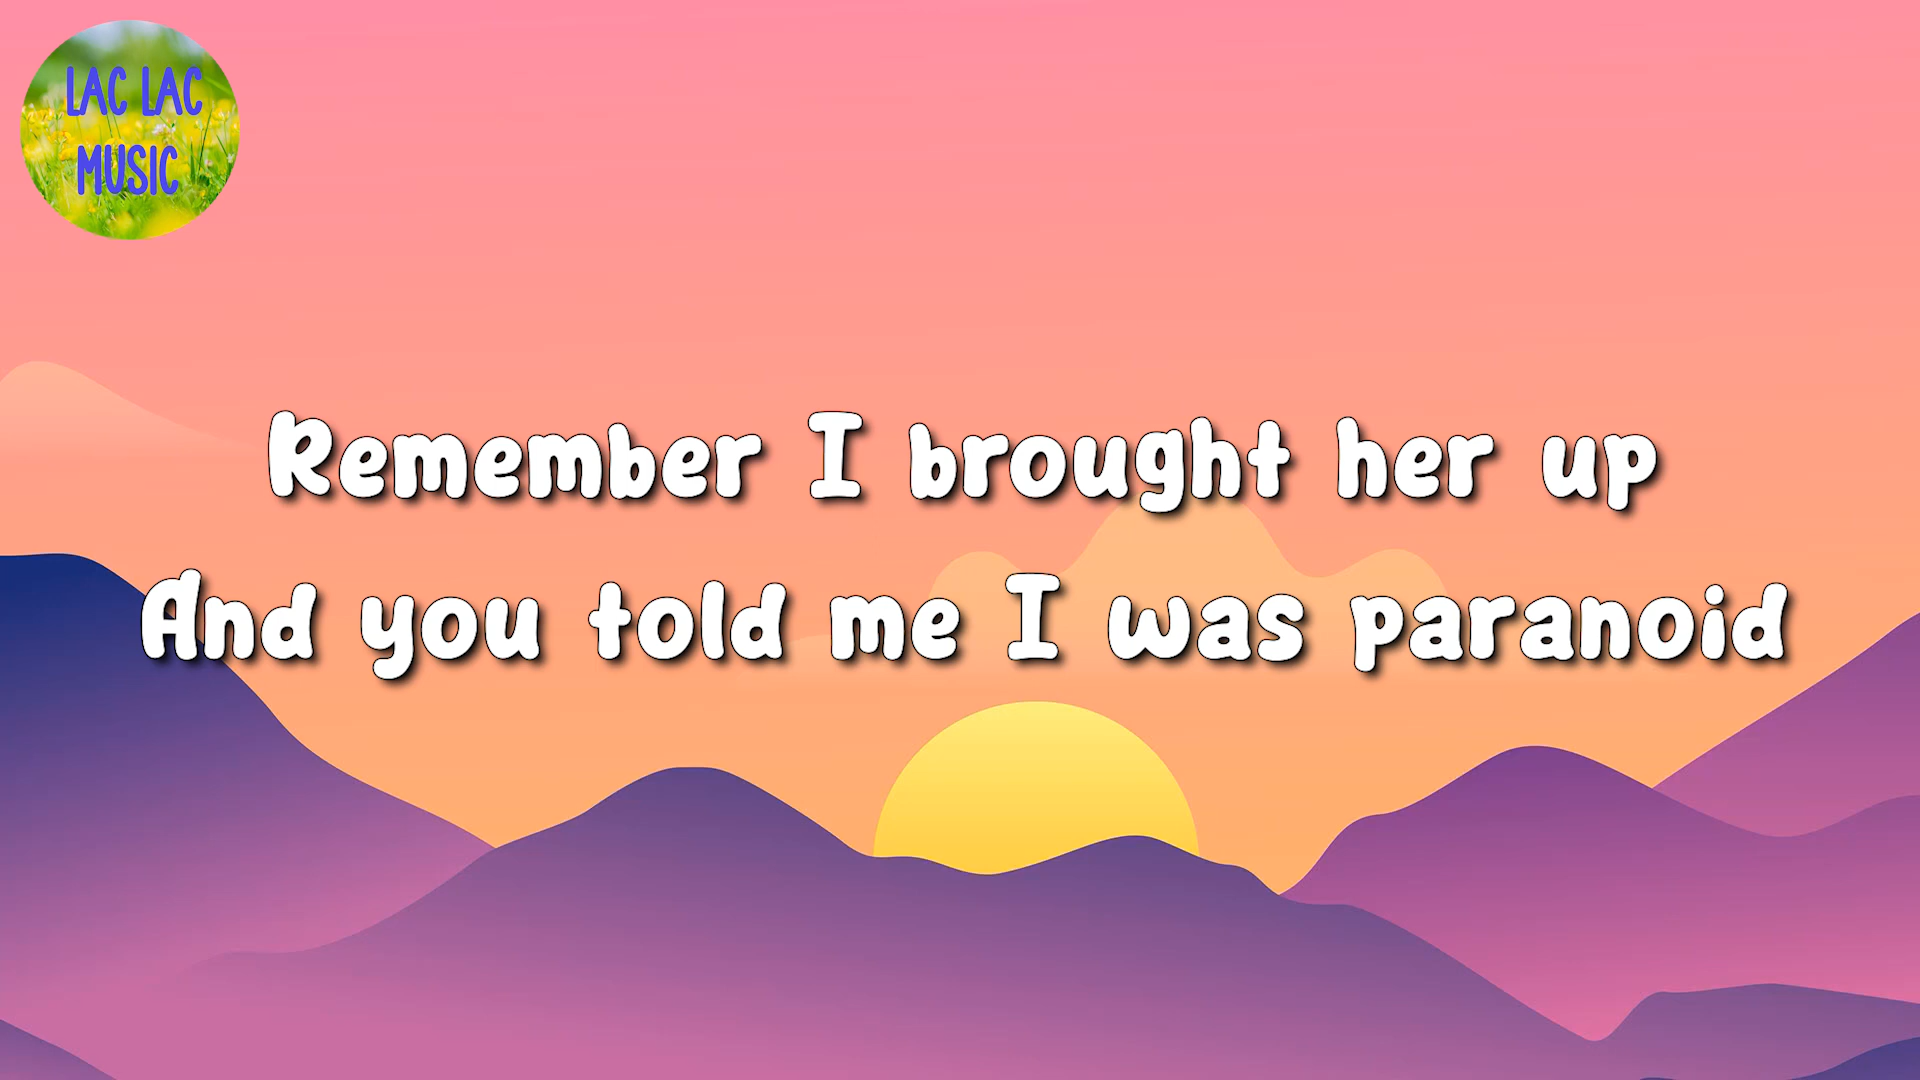 LAC LAC
MUSIC
Remember I brought her up
And you told me I was paranoid